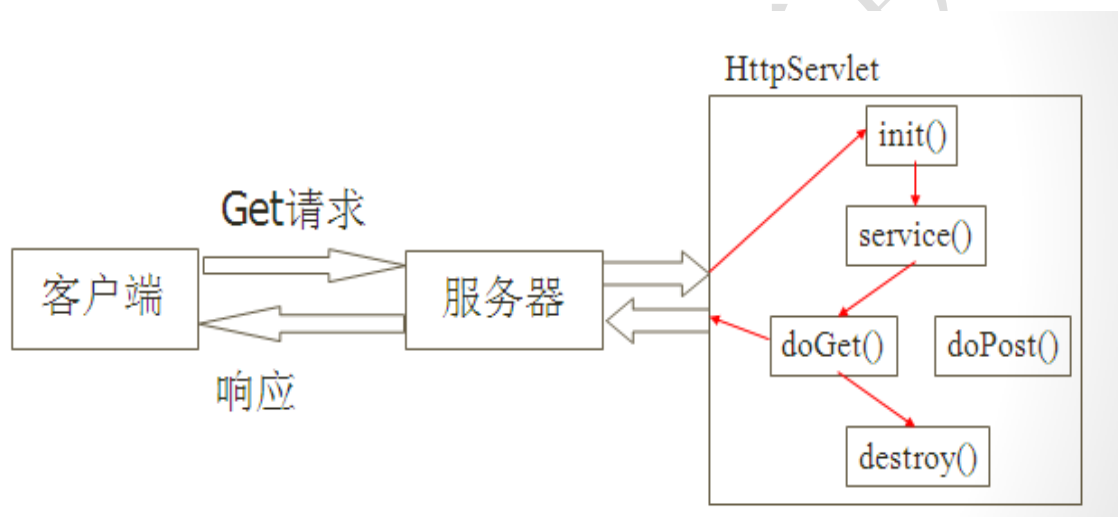 HttpServlet
init()
Get请求
service()
客户端
服务器
doGet()
doPost()
响应
destroy()